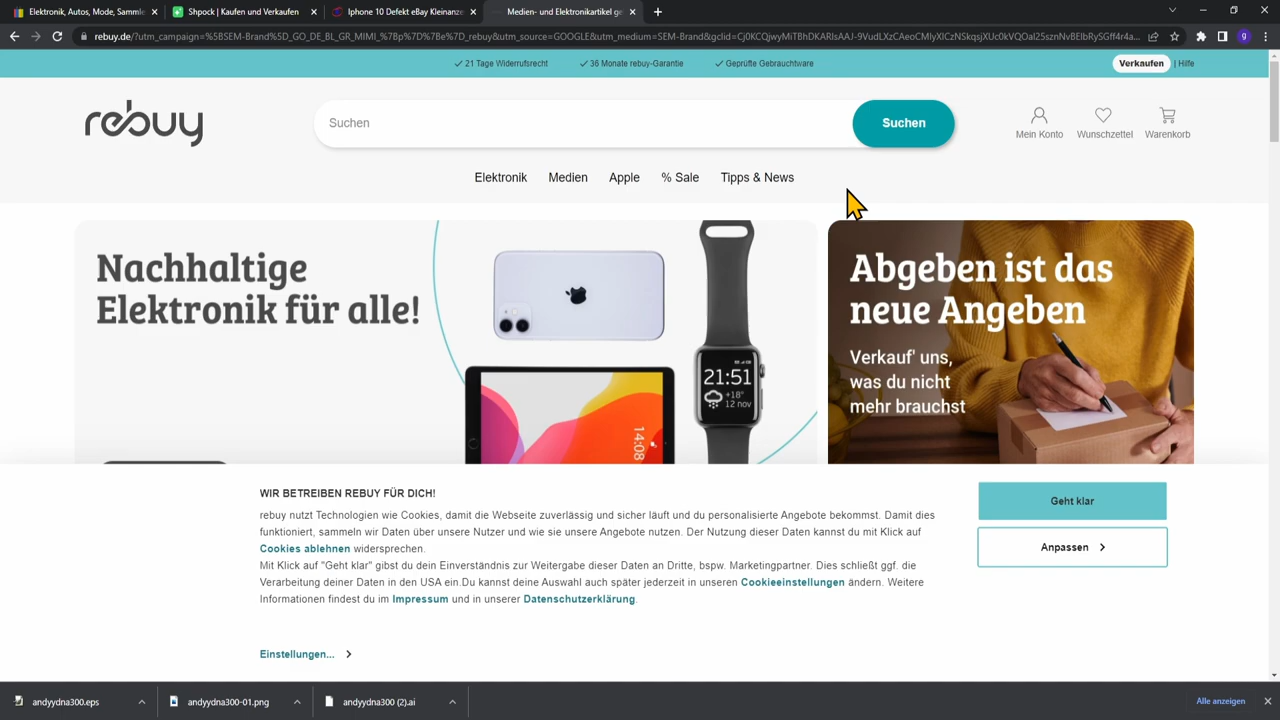 Elektronik, Autos, Mode, Samml
Shpock | Kaufen und Verkaufen
Iphone 10 Defekt eBay Kleinanze
Medien- und Elektronikartikel ge
rebuy.de/?utm_campaign=%5BSEM-Brand%5D_GO_DE_BL_GR_MIMI_%7Bp%7D%7Be%7D_rebuy&utm_source=GOOGLE&utm_medium=SEM-Brand&gclid=
g
21 Tage Widerrufsrecht
36 Monate rebuy-Garantie
Geprüfte Gebrauchtware
Verkaufen | Hilfe
rebuy
Suchen
Suchen
Mein Konto
Wunschzettel
Warenkorb
Elektronik
Medien
Apple
% Sale
Tipps & News
Nachhaltige
Elektronik für alle!
21:51
+18°
12 nov
14:08
Abgeben ist das
neue Angeben
Verkauf' uns,
was du nicht
mehr brauchst
WIR BETREIBEN REBUY FÜR DICH!
rebuy nutzt Technologien wie Cookies, damit die Webseite zuverlässig und sicher läuft und du personalisierte Angebote bekommst. Damit dies
funktioniert, sammeln wir Daten über unsere Nutzer und wie sie unsere Angebote nutzen. Der Nutzung dieser Daten kannst du mit Klick auf
Cookies ablehnen widersprechen.
Mit Klick auf "Geht klar" gibst du dein Einverständnis zur Weitergabe dieser Daten an Dritte, bspw. Marketingpartner. Dies schließt ggf. die
Verarbeitung deiner Daten in den USA ein.Du kannst deine Auswahl auch später jederzeit in unseren Cookieeinstellungen ändern. Weitere
Informationen findest du im Impressum und in unserer Datenschutzerklärung.
Einstellungen...
Geht klar
Anpassen
andyydna300.eps
andyydna300-01.png
andyydna300 (2).ai
Alle anzeigen